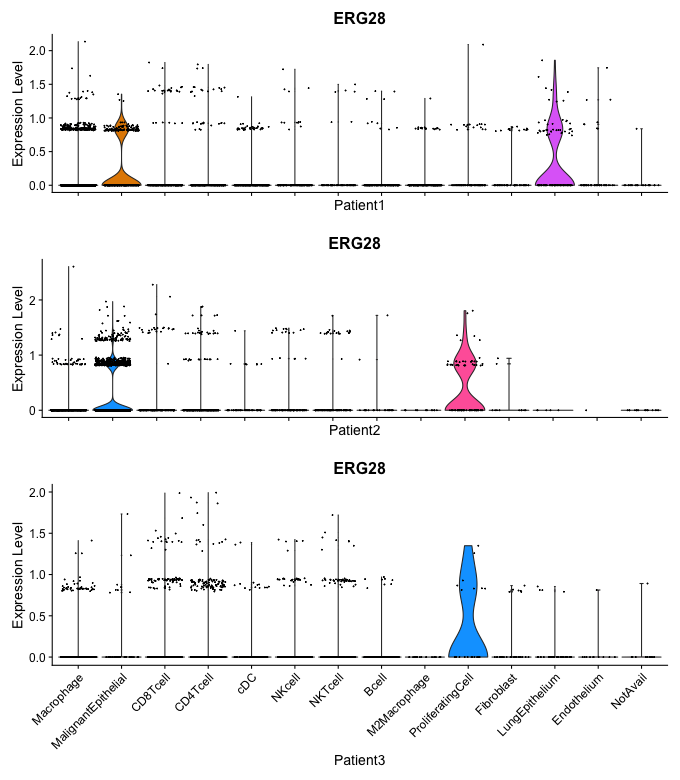 ERG28
Expression Level
2.0
1.5
1.0
0.5
0.0
Patient1
ERG28
Expression Level
2
1
0
Patient2
ERG28
Expression Level
2.0
1.5
1.0
0.5
0.0
Macrophage
MalignantEpithelial
CD8Tcell
CD4Tcell
cDC
NKcell
NKTcell
Bcell
M2Macrophage
ProliferatingCell
Fibroblast
LungEpithelium
Endothelium
NotAvail
Patient3